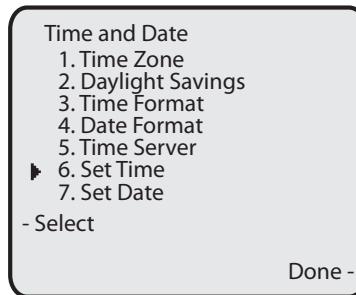 Time and Date
1. Time Zone
2. Daylight Savings
3. Time Format
4. Date Format
5. Time Server
6. Set Time
7. Set Date
- Select
Done -